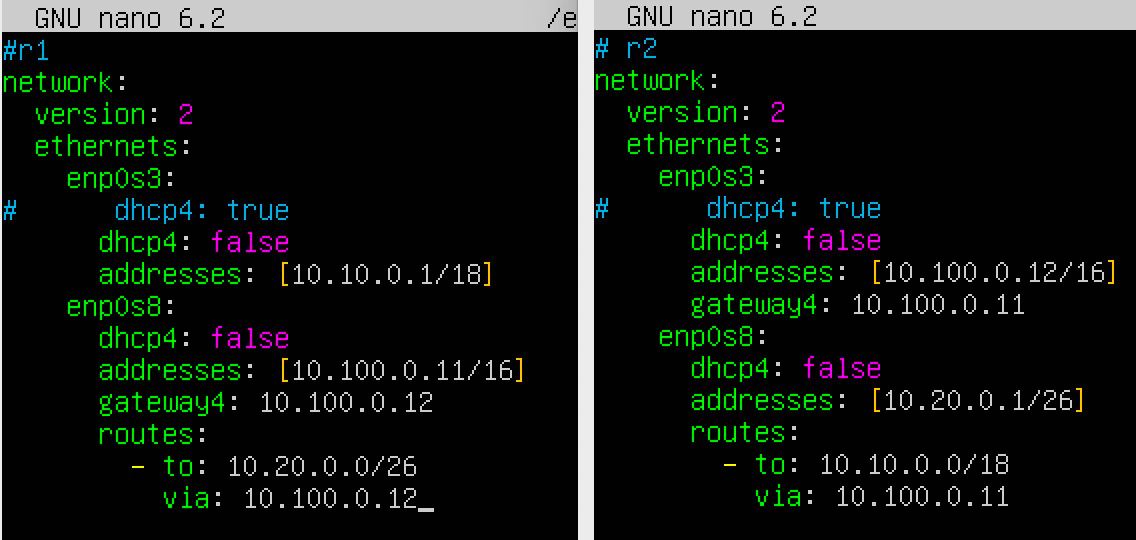 GNU nano 6.2 /e
#r1
network:
  version: 2
  ethernets:
    enp0s3:
#      dhcp4: true
      dhcp4: false
      addresses: [10.10.0.1/18]
    enp0s8:
      dhcp4: false
      addresses: [10.100.0.11/16]
      gateway4: 10.100.0.12
      routes:
        - to: 10.20.0.0/26
          via: 10.100.0.12_
GNU nano 6.2
# r2
network:
  version: 2
  ethernets:
    enp0s3:
#      dhcp4: true
      dhcp4: false
      addresses: [10.100.0.12/16]
      gateway4: 10.100.0.11
    enp0s8:
      dhcp4: false
      addresses: [10.20.0.1/26]
      routes:
        - to: 10.10.0.0/18
          via: 10.100.0.11